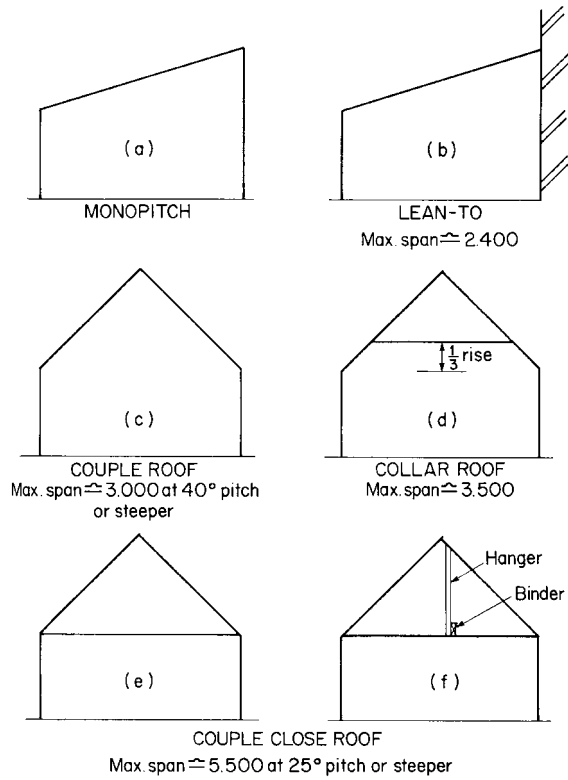 (a)
(b)
MONOPITCH
LEAN-TO
Max. span ≏ 2.400
(c)
1/3 rise
(d)
COUPLE ROOF
Max. span ≏ 3.000 at 40° pitch
or steeper
COLLAR ROOF
Max. span ≏ 3.500
Hanger
Binder
(e)
(f)
COUPLE CLOSE ROOF
Max. span ≏ 5.500 at 25° pitch or steeper